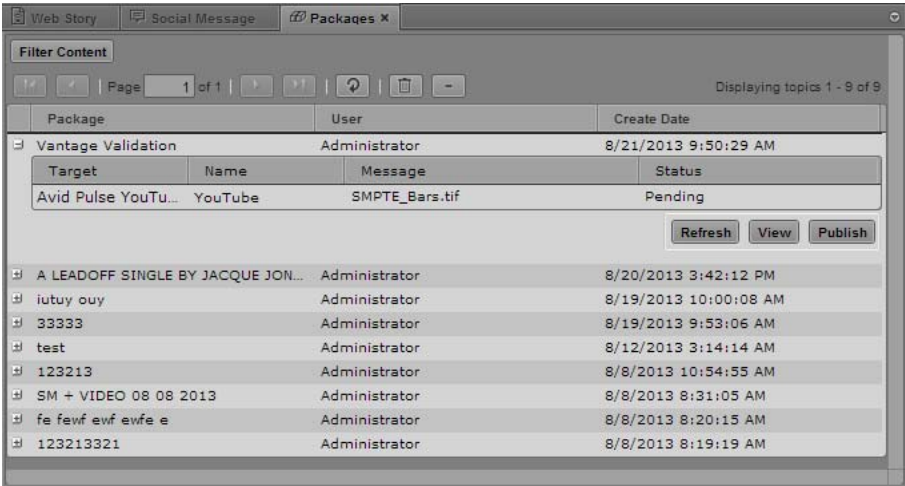 Web Story Social Message Packages ×
Filter Content
Page 1 of 1 Displaying topics 1 - 9 of 9
Package User Create Date
Vantage Validation Administrator 8/21/2013 9:50:29 AM
Target Name Message Status
Avid Pulse YouTu... YouTube SMPTE_Bars.tif Pending
Refresh View Publish
A LEADOFF SINGLE BY JACQUE JON... Administrator 8/20/2013 3:42:12 PM
iutuy ouy Administrator 8/19/2013 10:00:08 AM
33333 Administrator 8/19/2013 9:53:06 AM
test Administrator 8/12/2013 3:14:14 AM
123213 Administrator 8/8/2013 10:54:55 AM
SM + VIDEO 08 08 2013 Administrator 8/8/2013 8:31:05 AM
fe fewf ewf ewfe e Administrator 8/8/2013 8:20:15 AM
123213321 Administrator 8/8/2013 8:19:19 AM